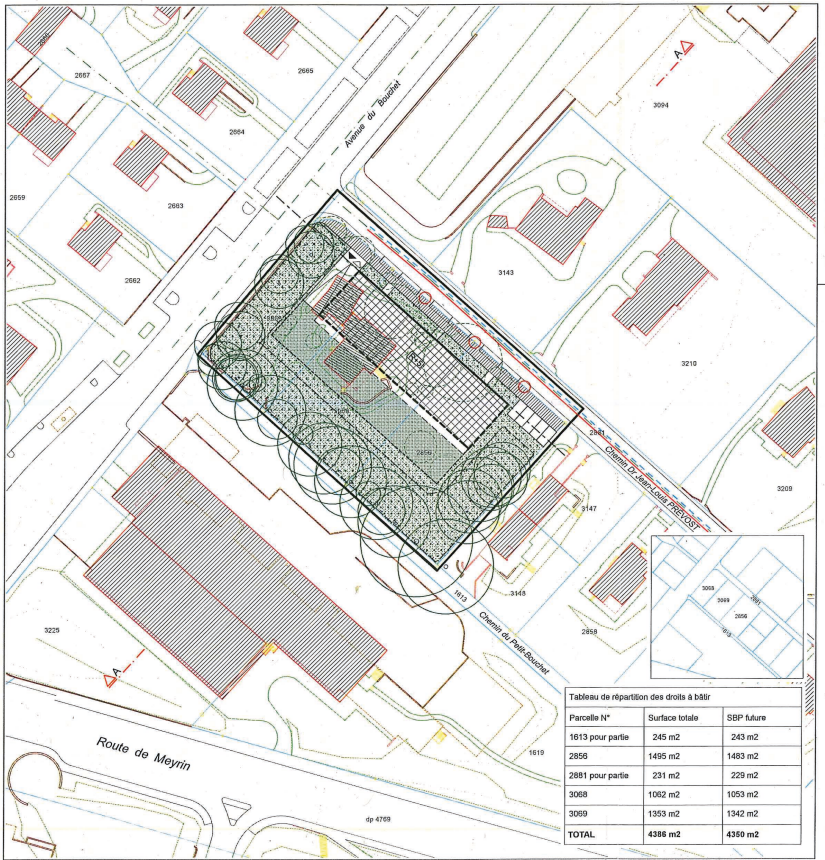 2665
2667
2665
2664
2663
2659
2662
Avenue du Bouchet
A
3094
3143
3210
3209
2881
Chemin Dr Jean-Louis PREVOST
3147
3148
2858
2856
1613
Chemin du Petit-Bouchet
3225
A
1619
Route de Meyrin
dp 4769
3068
3069
2856
2881
1613
Tableau de répartition des droits à bâtir
Parcelle N° Surface totale SBP future
1613 pour partie 245 m2 243 m2
2856 1495 m2 1483 m2
2881 pour partie 231 m2 229 m2
3068 1062 m2 1053 m2
3069 1353 m2 1342 m2
TOTAL 4386 m2 4350 m2